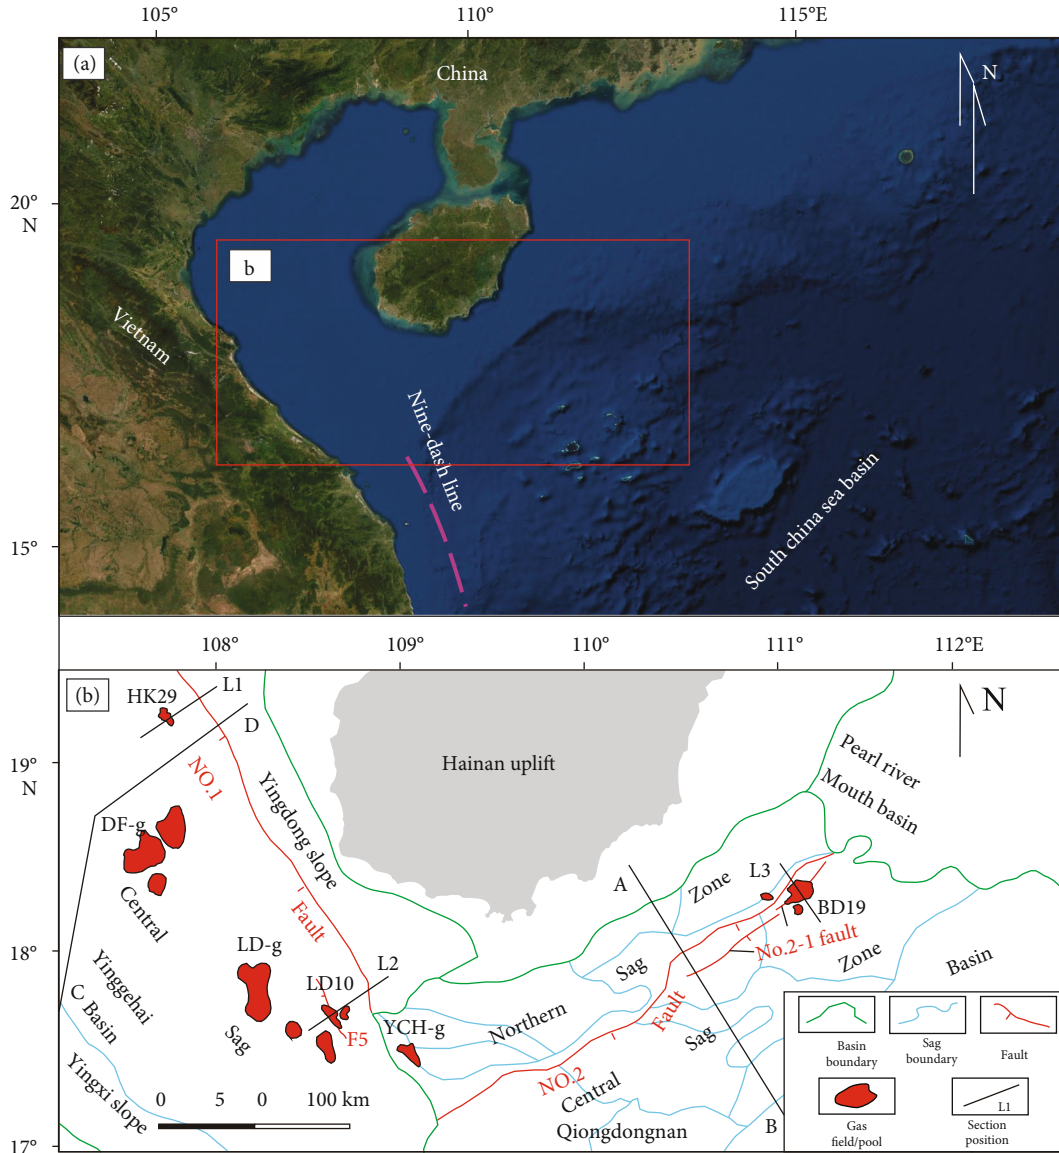 105°
110°
115°E
(a)
China
N
20°
N
b
Vietnam
Nine-dash line
South china sea basin
15°
108°
109°
110°
111°
112°E
(b)
HK29
L1
D
N
Pearl river
Mouth basin
19°
N
NO.1
Hainan uplift
Yingdong slope
DF-g
Central
Fault
A
Zone
L3
BD19
No.2-1 fault
18°
LD-g
LD10
L2
Sag
Zone
Basin
Yinggehai
C
Basin
Sag
F5
YCH-g
Northern
Fault
Sag
NO.2
Central
Yingxi slope
0 5 0 100 km
Qiongdongnan
B
17°
Basin
boundary
Sag
boundary
Fault
Gas
field/pool
L1
Section
position